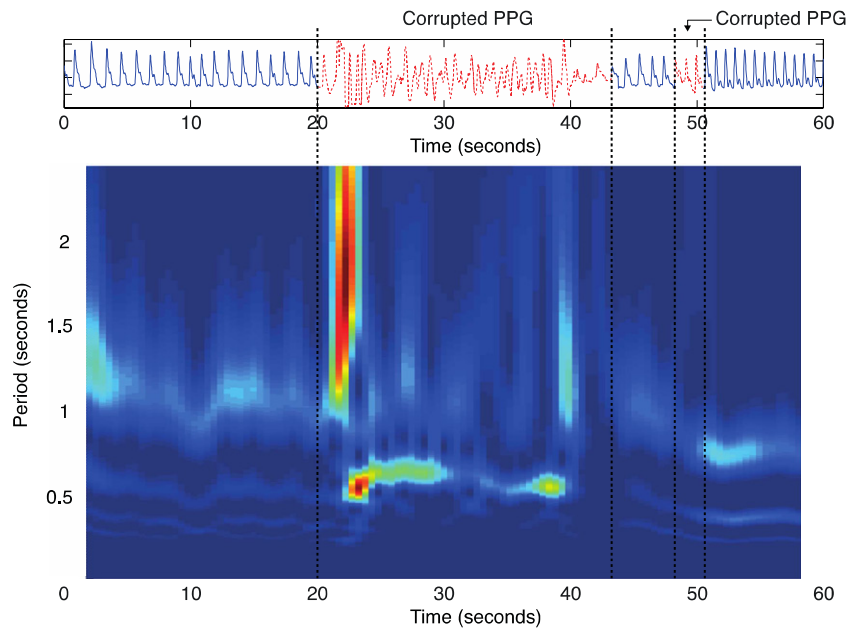 Corrupted PPG
Corrupted PPG
0 10 20 30 40 50 60
Time (seconds)
Period (seconds)
2
1.5
1
0.5
0
0 10 20 30 40 50 60
Time (seconds)